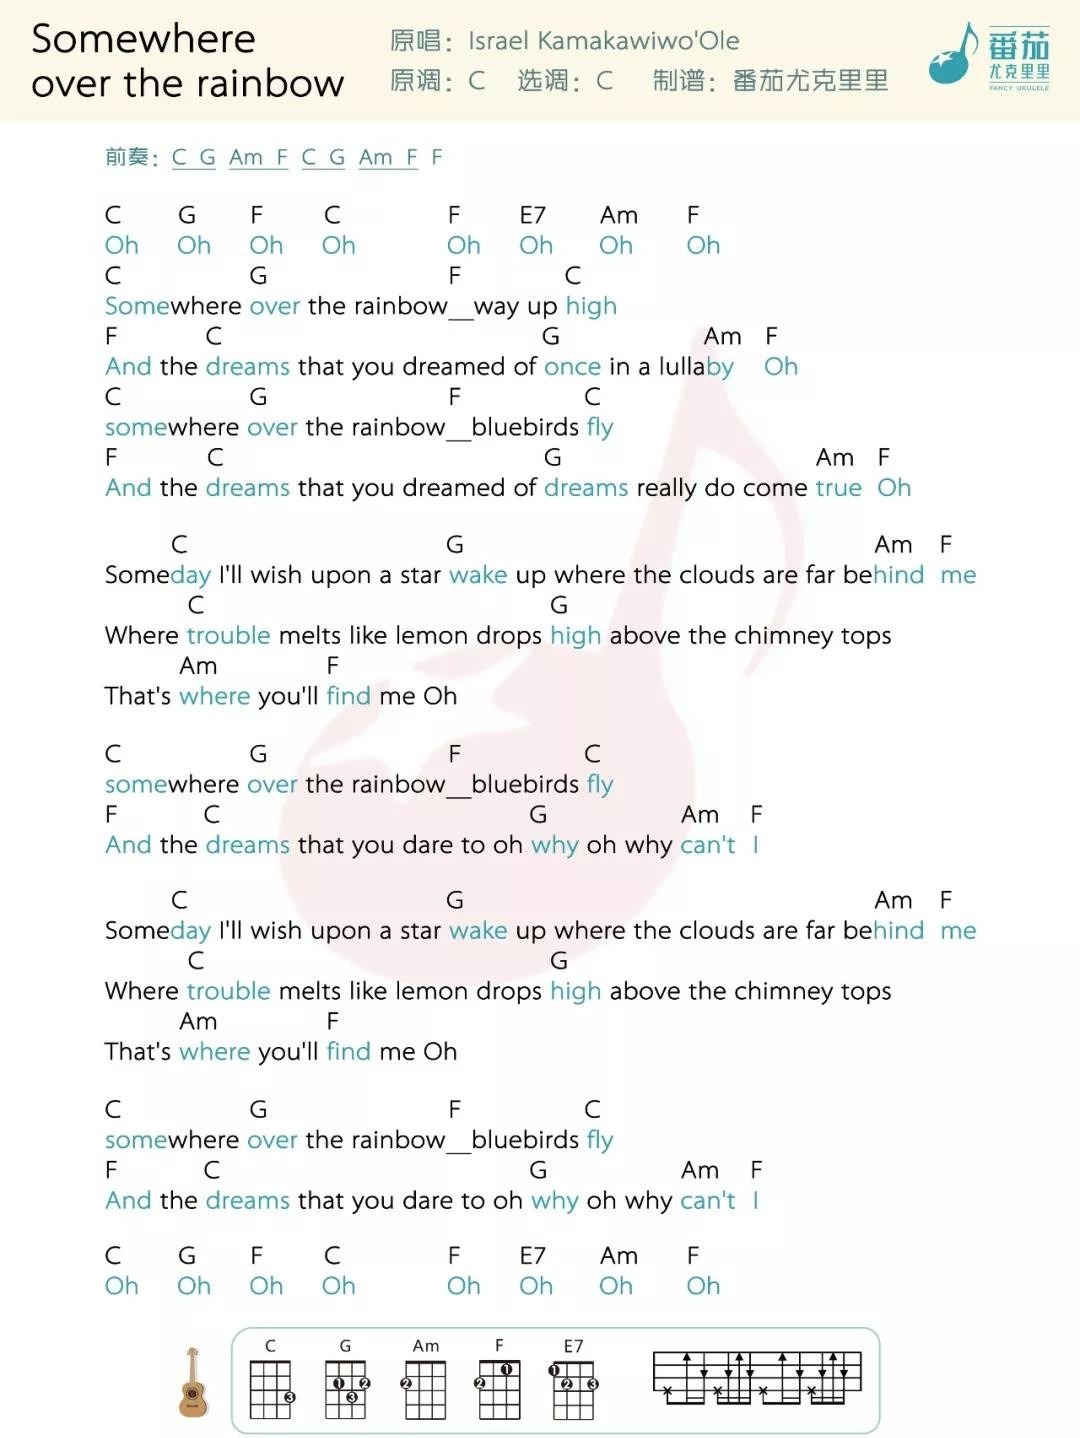 Somewhere
over the rainbow
原唱：Israel Kamakawiwo'Ole
原调：C 选调：C 制谱：番茄尤克里里
番茄
尤克里里
FANCY UKULELE
前奏：C G Am F C G Am F F
C G F C F E7 Am F
Oh Oh Oh Oh Oh Oh Oh Oh
C G F C
Somewhere over the rainbow__way up high
F C G Am F
And the dreams that you dreamed of once in a lullaby Oh
C G F C
somewhere over the rainbow__bluebirds fly
F C G Am F
And the dreams that you dreamed of dreams really do come true Oh
C G Am F
Someday I'll wish upon a star wake up where the clouds are far behind me
C G
Where trouble melts like lemon drops high above the chimney tops
Am F
That's where you'll find me Oh
C G F C
somewhere over the rainbow__bluebirds fly
F C G Am F
And the dreams that you dare to oh why oh why can't I
C G Am F
Someday I'll wish upon a star wake up where the clouds are far behind me
C G
Where trouble melts like lemon drops high above the chimney tops
Am F
That's where you'll find me Oh
C G F C
somewhere over the rainbow__bluebirds fly
F C G Am F
And the dreams that you dare to oh why oh why can't I
C G F C F E7 Am F
Oh Oh Oh Oh Oh Oh Oh Oh
C G Am F E7
3 1 2 3 2 2 1 1 2 3